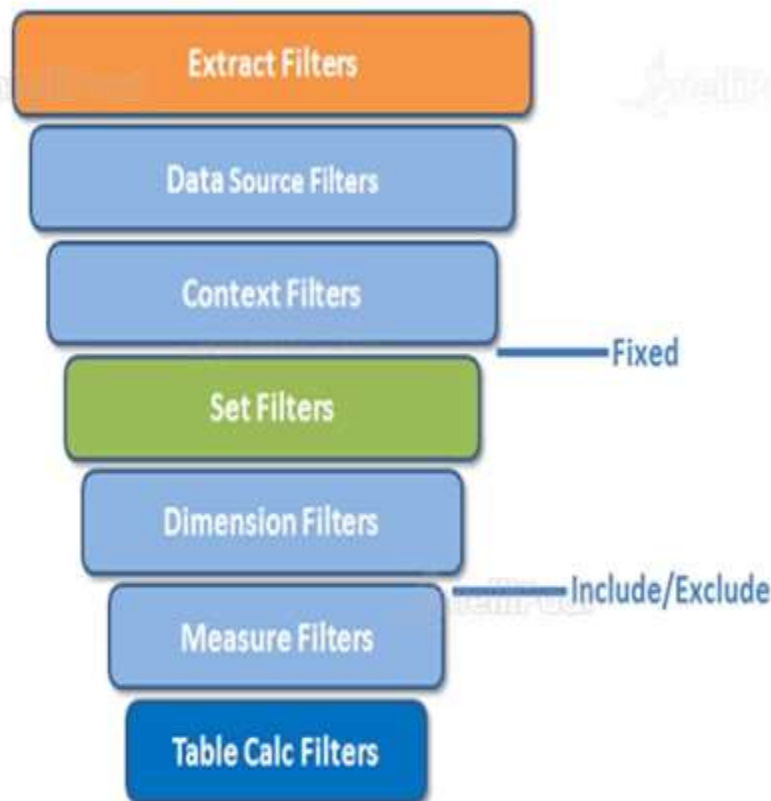 Extract Filters
Data Source Filters
Context Filters
Fixed
Set Filters
Dimension Filters
Include/Exclude
Measure Filters
Table Calc Filters